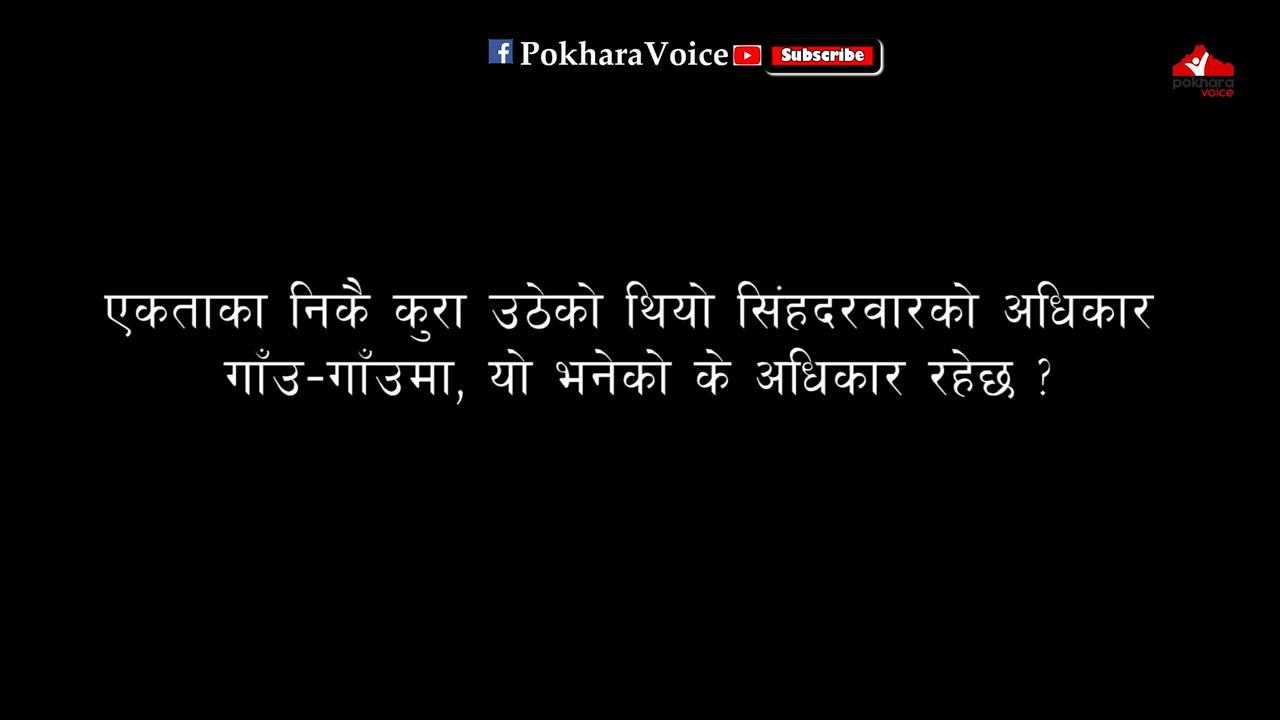 PokharaVoice Subscribe
pokhara
voice
एकताका निकै कुरा उठेको थियो सिंहदरवारको अधिकार
गाँउ-गाँउमा, यो भनेको के अधिकार रहेछ ?